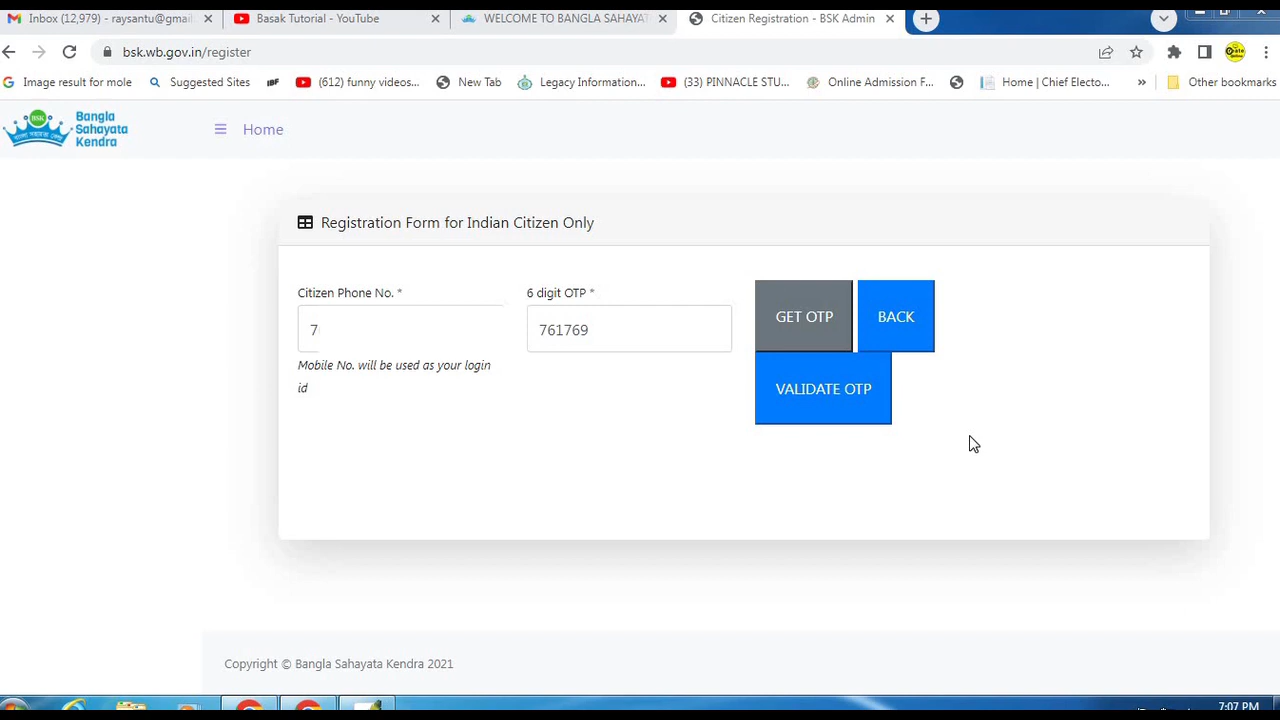 Inbox (12,979) - raysantu@gmai
Basak Tutorial - YouTube
WELCOME TO BANGLA SAHAYAT
Citizen Registration - BSK Admin
bsk.wb.gov.in/register
Image result for mole
Suggested Sites
(612) funny videos...
New Tab
Legacy Information...
(33) PINNACLE STU...
Online Admission F...
Home | Chief Electo...
»
Other bookmarks
BSK
Bangla
Sahayata
Kendra
Home
Registration Form for Indian Citizen Only
Citizen Phone No. *
6 digit OTP *
GET OTP
BACK
7
761769
Mobile No. will be used as your login
id
VALIDATE OTP
Copyright © Bangla Sahayata Kendra 2021
7:07 PM